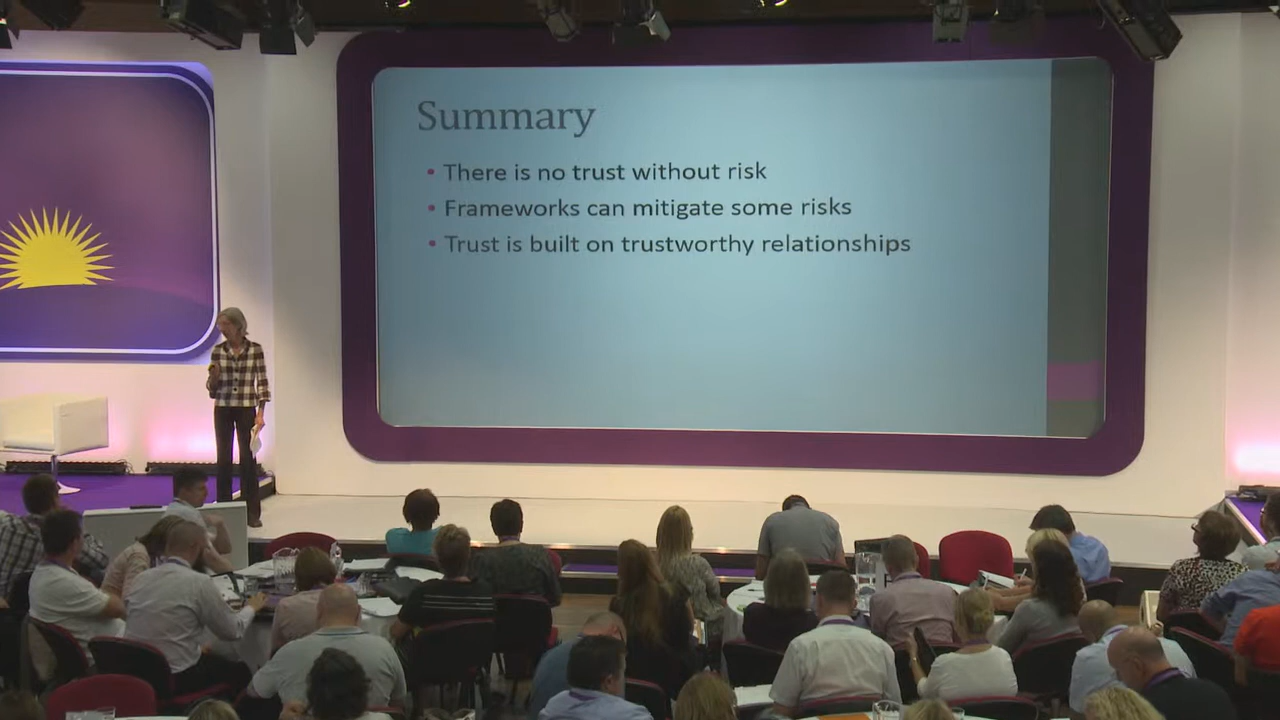 Summary
• There is no trust without risk
• Frameworks can mitigate some risks
• Trust is built on trustworthy relationships